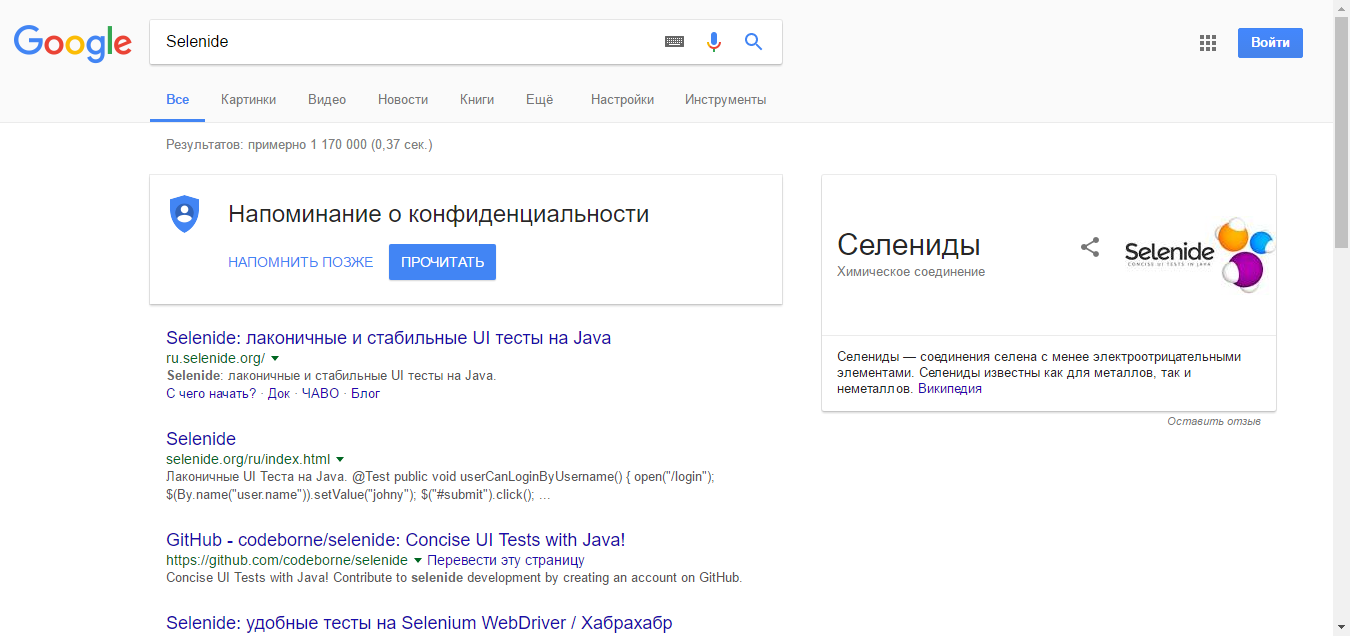 Google
Selenide
Войти
Все Картинки Видео Новости Книги Ещё Настройки Инструменты
Результатов: примерно 1 170 000 (0,37 сек.)
Напоминание о конфиденциальности
НАПОМНИТЬ ПОЗЖЕ ПРОЧИТАТЬ
Selenide: лаконичные и стабильные UI тесты на Java
ru.selenide.org/
Selenide: лаконичные и стабильные UI тесты на Java.
С чего начать? · Док · ЧАВО · Блог
Selenide
selenide.org/ru/index.html
Лаконичные UI Теста на Java. @Test public void userCanLoginByUsername() { open("/login");
$(By.name("user.name")).setValue("johny"); $("#submit").click(); ...
GitHub - codeborne/selenide: Concise UI Tests with Java!
https://github.com/codeborne/selenide Перевести эту страницу
Concise UI Tests with Java! Contribute to selenide development by creating an account on GitHub.
Selenide: удобные тесты на Selenium WebDriver / Хабрахабр
Селениды
Химическое соединение
Selenide
CONCISE UI TESTS IN JAVA
Селениды — соединения селена с менее электроотрицательными
элементами. Селениды известны как для металлов, так и
неметаллов. Википедия
Оставить отзыв